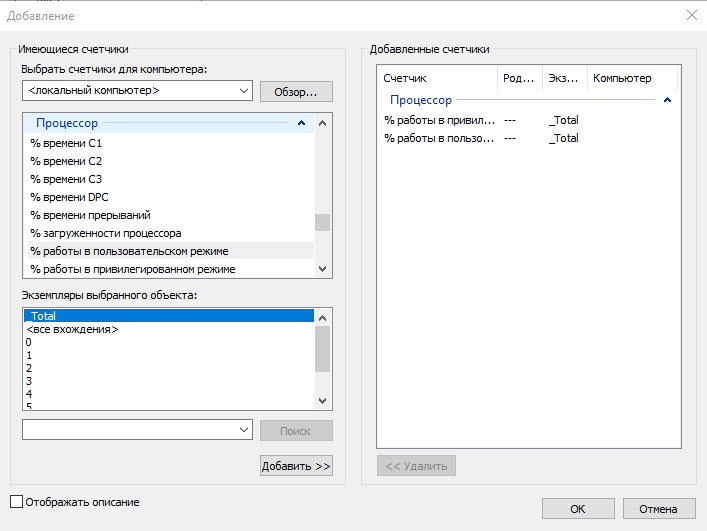 Добавление
Имеющиеся счетчики
Выбрать счетчики для компьютера:
<локальный компьютер>
Обзор...
Процессор
% времени C1
% времени C2
% времени C3
% времени DPC
% времени прерываний
% загруженности процессора
% работы в пользовательском режиме
% работы в привилегированном режиме
Экземпляры выбранного объекта:
_Total
<все вхождения>
0
1
2
3
4
5
Поиск
Добавить >>
Отображать описание
Добавленные счетчики
Счетчик Род... Экз... Компьютер
Процессор
% работы в привил... --- _Total
% работы в пользо... --- _Total
<< Удалить
ОК Отмена